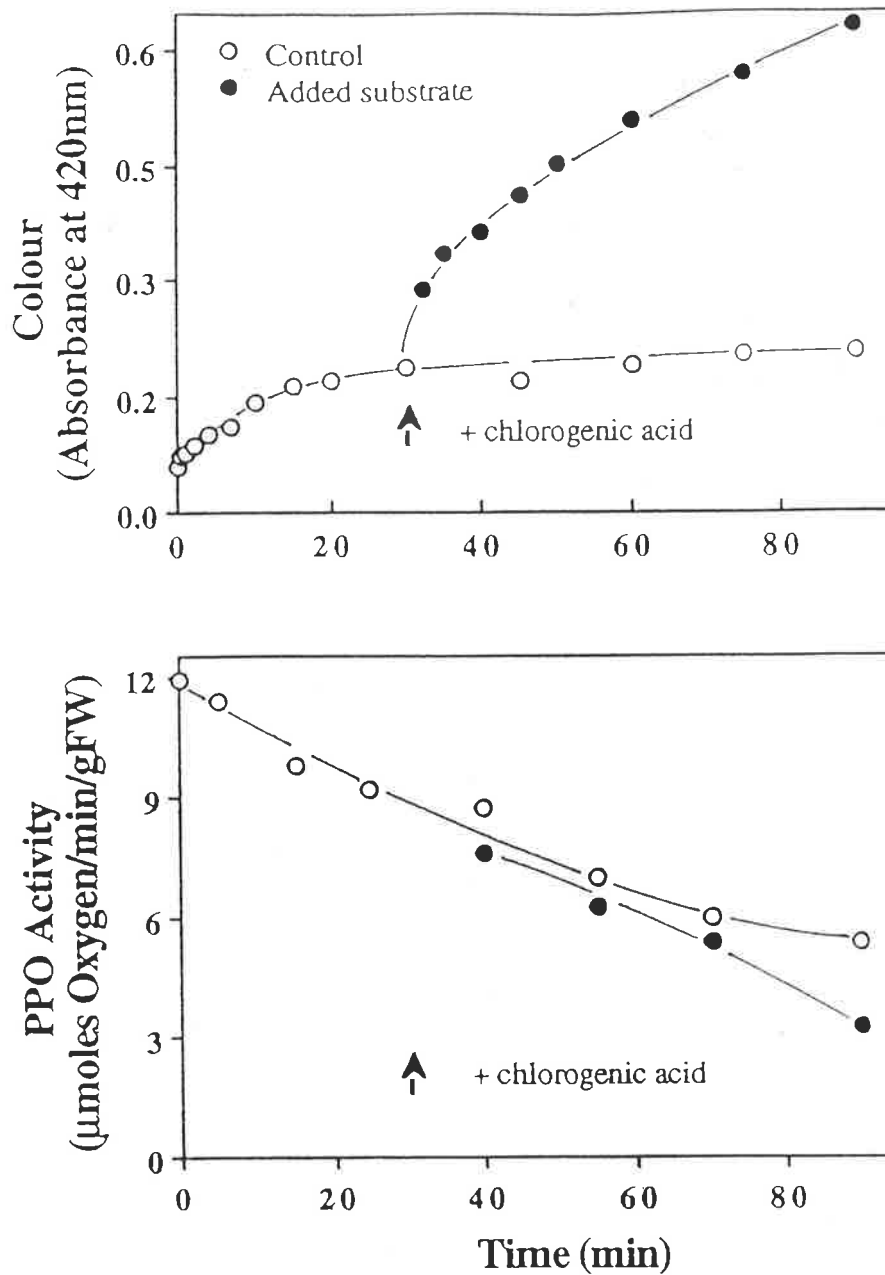 Colour
(Absorbance at 420nm)
0.6
0.5
0.3
0.2
0.0
Control
Added substrate
+ chlorogenic acid
0 20 40 60 80
PPO Activity
(µmoles Oxygen/min/gFW)
12
9
6
3
0
+ chlorogenic acid
0 20 40 60 80
Time (min)